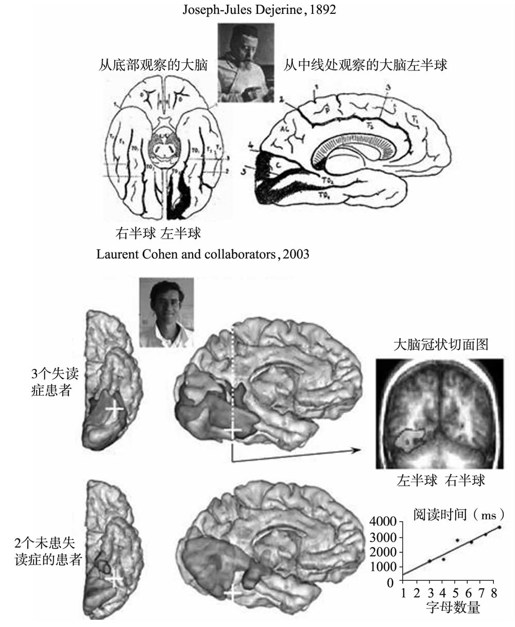 Joseph-Jules Dejerine, 1892
从底部观察的大脑
从中线处观察的大脑左半球
右半球 左半球
Laurent Cohen and collaborators, 2003
3个失读
症患者
大脑冠状切面图
左半球 右半球
2个未患失
读症的患者
阅读时间（ms）
4000
3000
2000
1000
0
1 2 3 4 5 6 7 8
字母数量